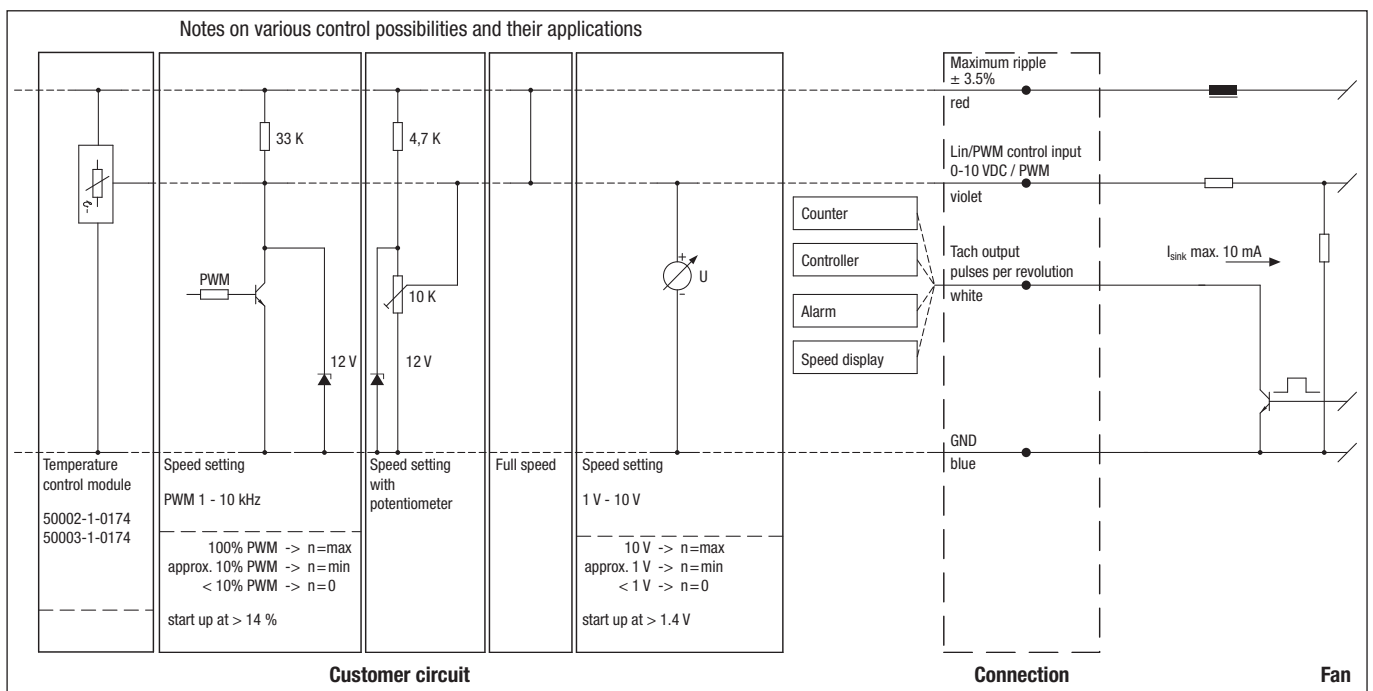 Notes on various control possibilities and their applications
33 K
4,7 K
PWM
10 K
12 V
12 V
+
U
−
Counter
Controller
Alarm
Speed display
Maximum ripple
± 3.5%
red
Lin/PWM control input
0-10 VDC / PWM
violet
Tach output
pulses per revolution
white
GND
blue
Isink max. 10 mA
Temperature
control module
50002-1-0174
50003-1-0174
Speed setting
PWM 1 - 10 kHz
100% PWM -> n=max
approx. 10% PWM -> n=min
< 10% PWM -> n=0
start up at > 14 %
Speed setting
with
potentiometer
Full speed
Speed setting
1 V - 10 V
10 V -> n=max
approx. 1 V -> n=min
< 1 V -> n=0
start up at > 1.4 V
Customer circuit
Connection
Fan